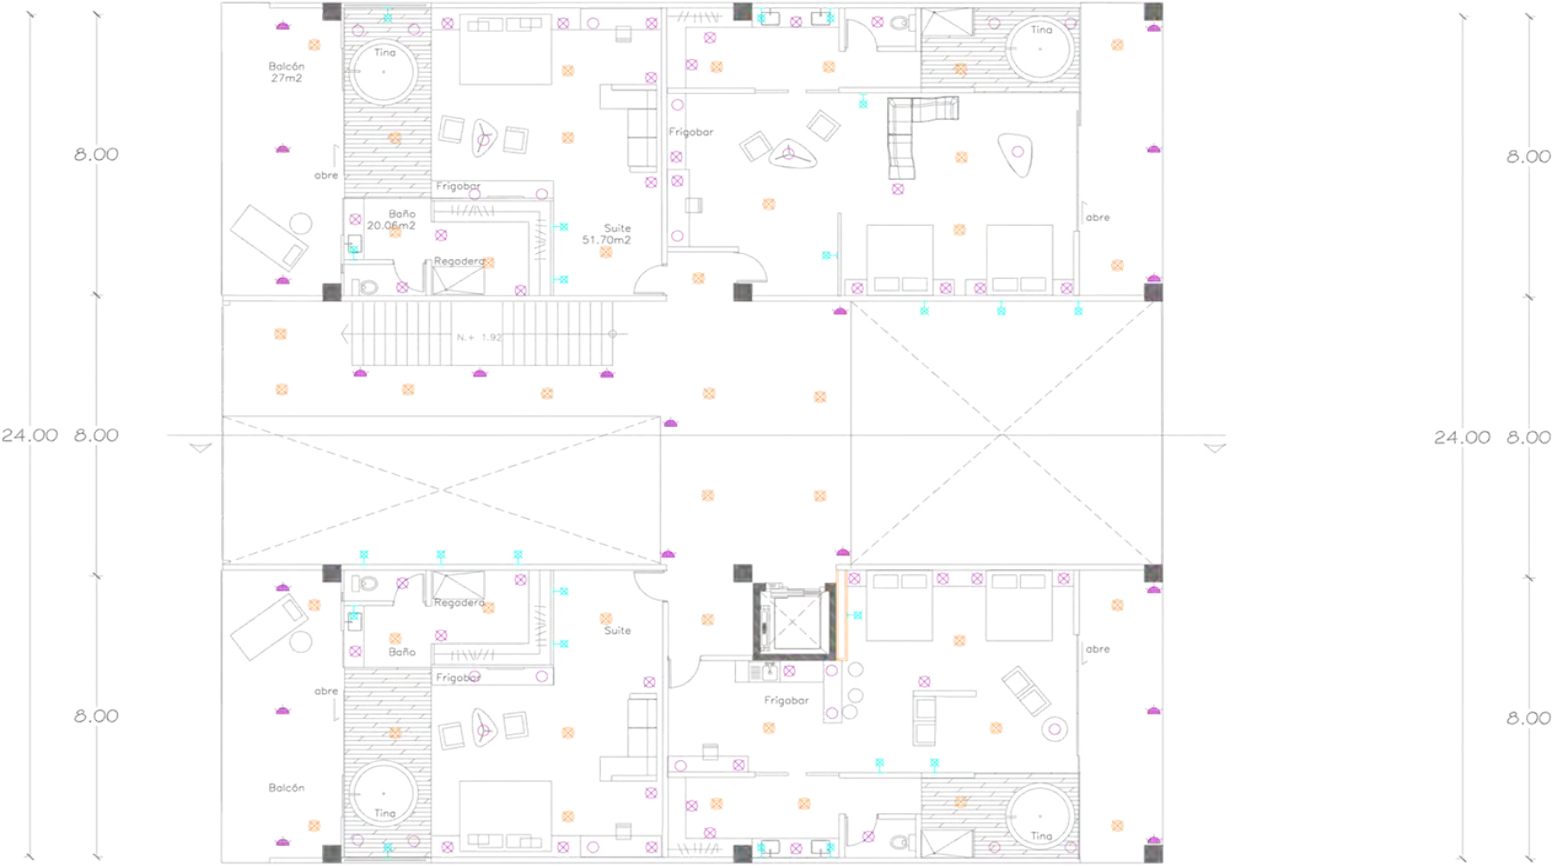 Tina
Balcón
27m2
abre
Frigobar
Baño
20.06m2
Regadera
Suite
51.70m2
Frigobar
Tina
abre
8.00
8.00
N.+ 1.92
24.00
8.00
24.00
8.00
Regadera
Baño
Frigobar
Suite
abre
Balcón
Tina
Frigobar
abre
Tina
8.00
8.00